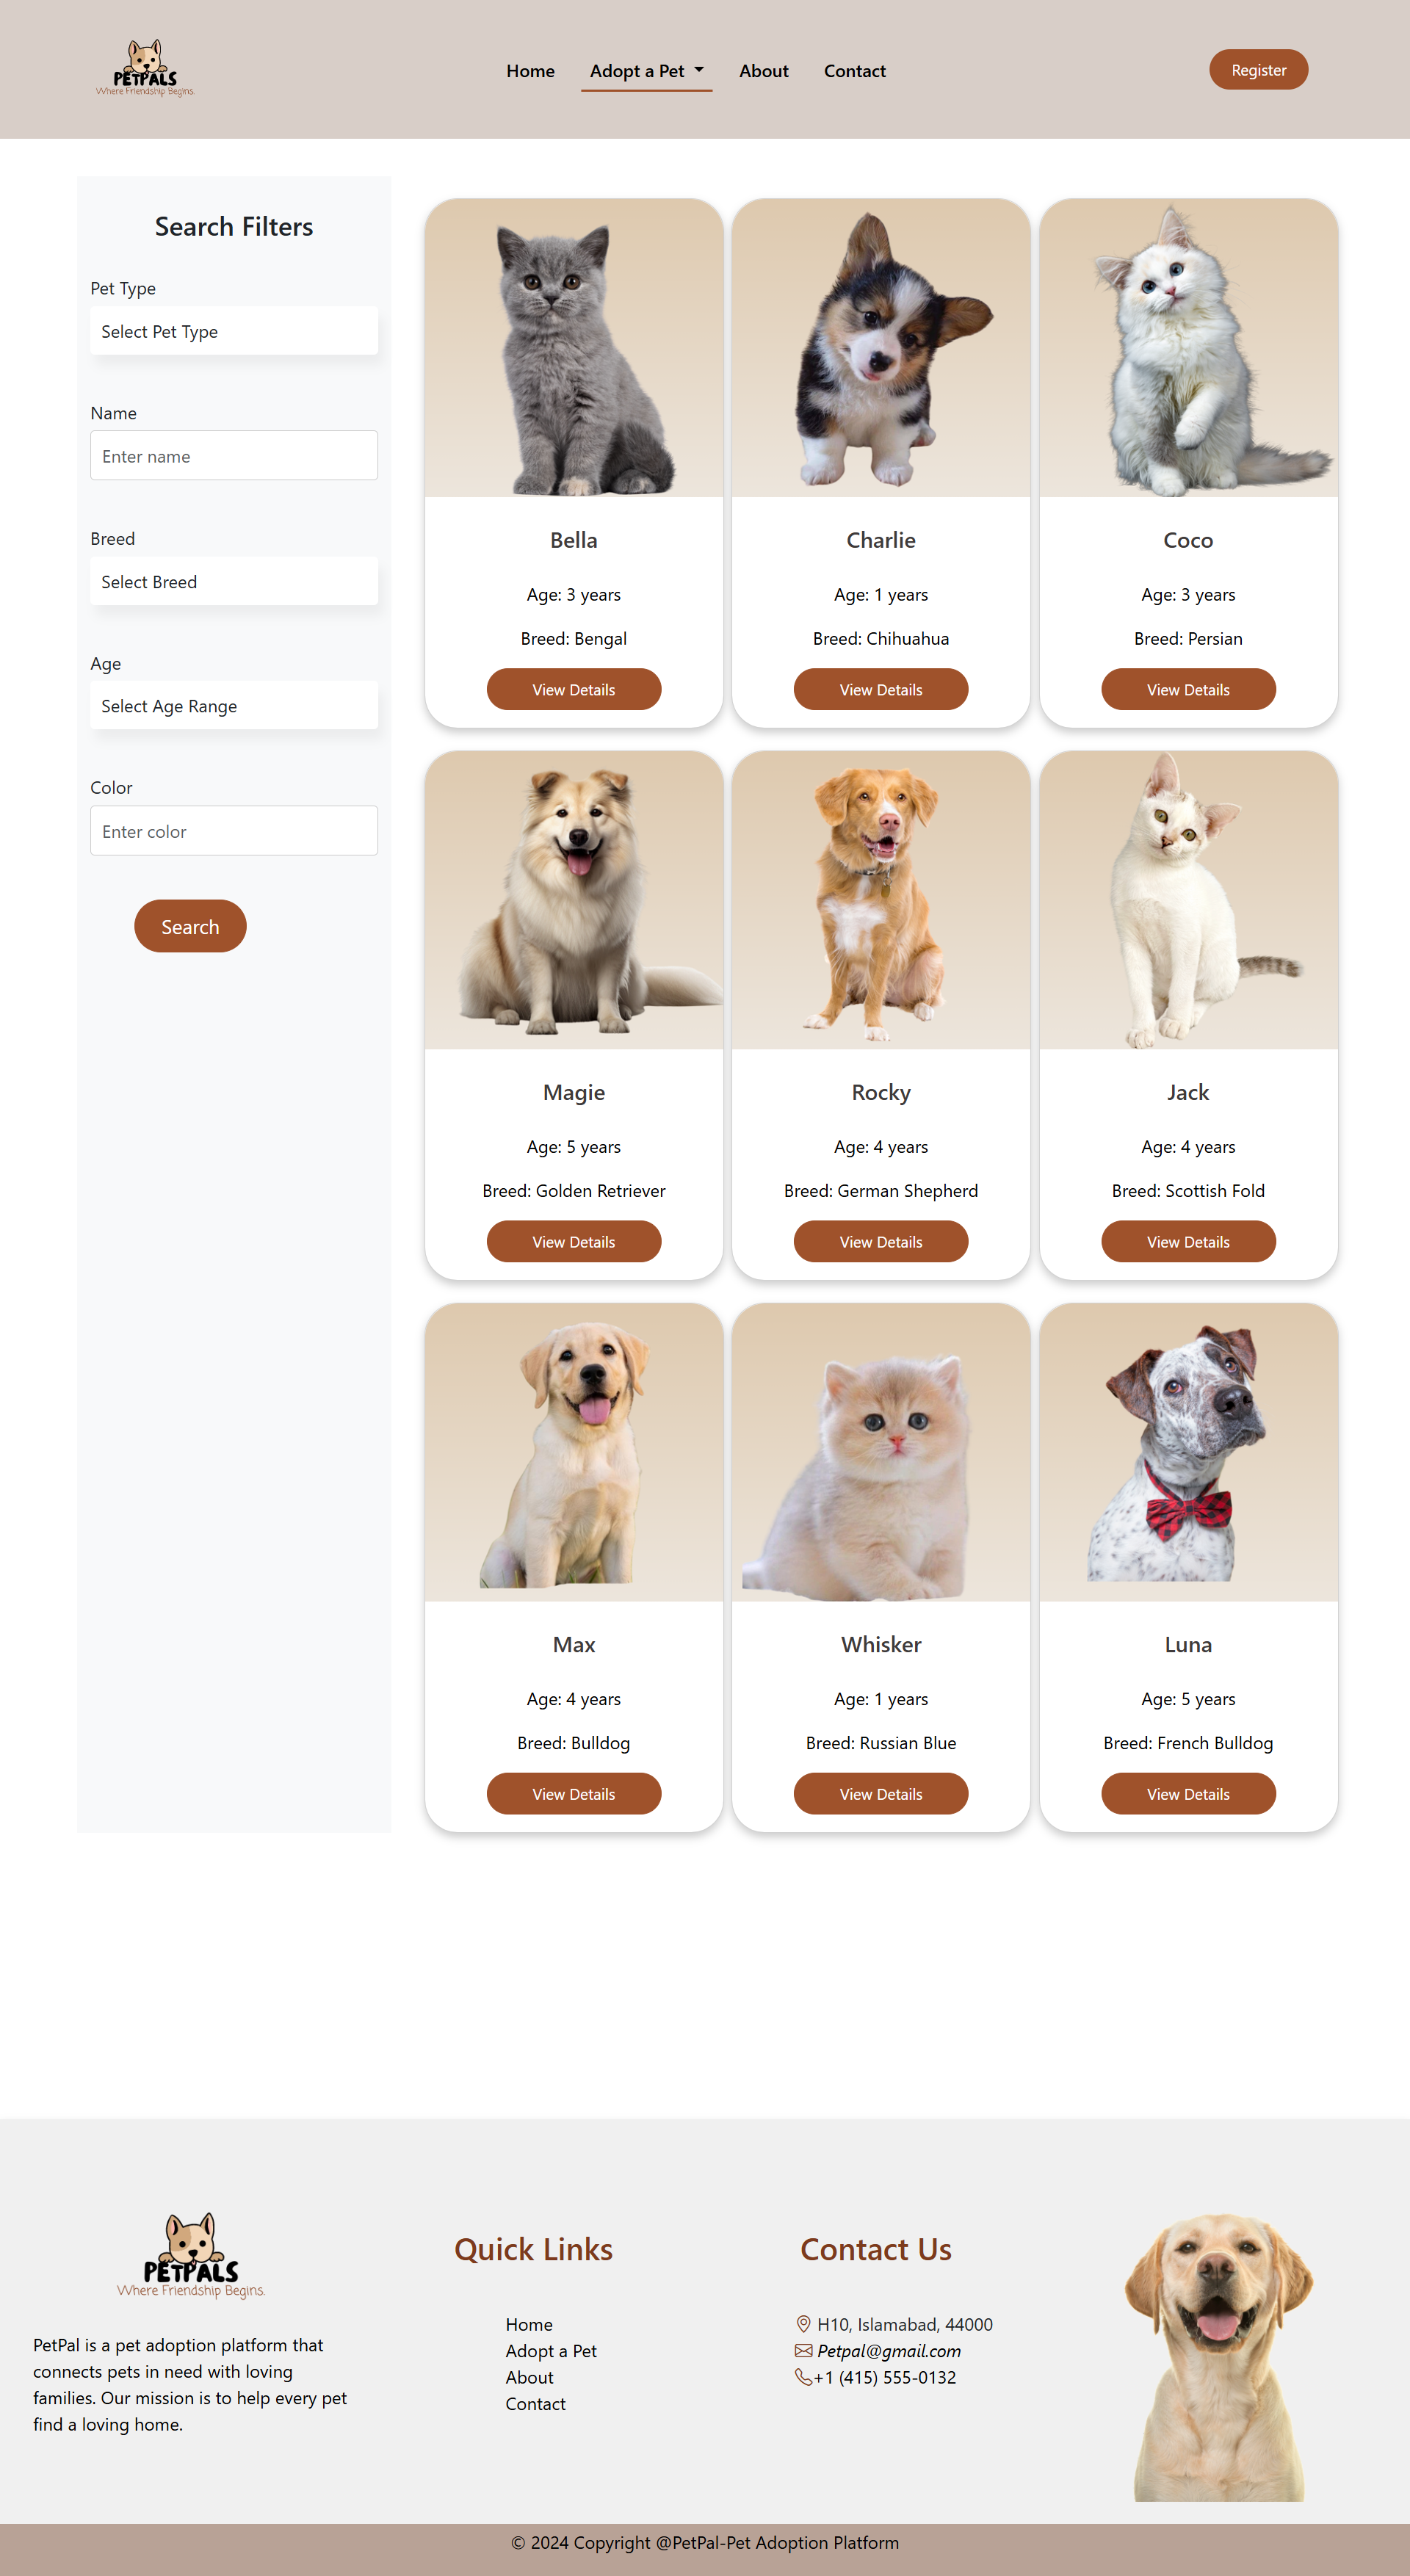 PETPALS
Where Friendship Begins.
Home
Adopt a Pet
About
Contact
Register
Search Filters
Pet Type
Select Pet Type
Name
Enter name
Breed
Select Breed
Age
Select Age Range
Color
Enter color
Search
Bella
Age: 3 years
Breed: Bengal
View Details
Charlie
Age: 1 years
Breed: Chihuahua
View Details
Coco
Age: 3 years
Breed: Persian
View Details
Magie
Age: 5 years
Breed: Golden Retriever
View Details
Rocky
Age: 4 years
Breed: German Shepherd
View Details
Jack
Age: 4 years
Breed: Scottish Fold
View Details
Max
Age: 4 years
Breed: Bulldog
View Details
Whisker
Age: 1 years
Breed: Russian Blue
View Details
Luna
Age: 5 years
Breed: French Bulldog
View Details
PETPALS
Where Friendship Begins.
PetPal is a pet adoption platform that
connects pets in need with loving
families. Our mission is to help every pet
find a loving home.
Quick Links
Home
Adopt a Pet
About
Contact
Contact Us
H10, Islamabad, 44000
Petpal@gmail.com
+1 (415) 555-0132
© 2024 Copyright @PetPal-Pet Adoption Platform